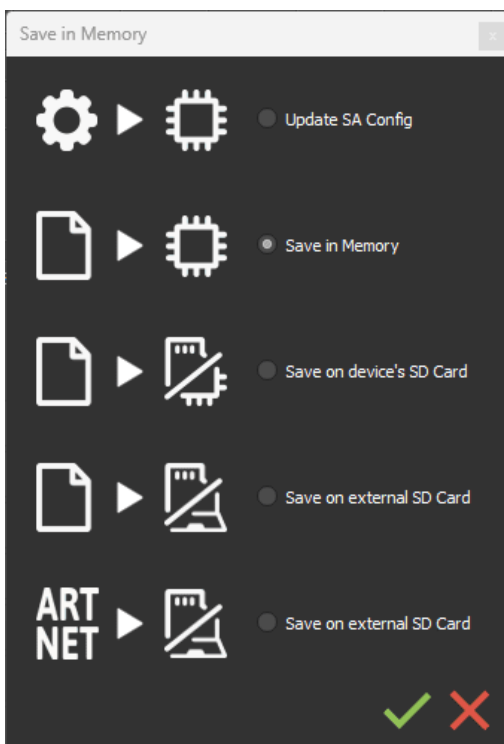 Save in Memory
x
Update SA Config
Save in Memory
Save on device's SD Card
Save on external SD Card
ART
NET
Save on external SD Card